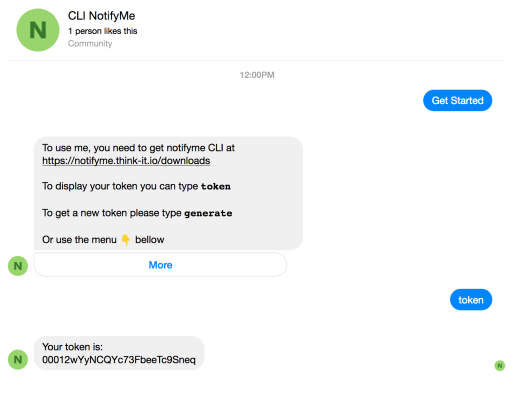 N
CLI NotifyMe
1 person likes this
Community
12:00PM
Get Started
To use me, you need to get notifyme CLI at
https://notifyme.think-it.io/downloads
To display your token you can type token
To get a new token please type generate
Or use the menu 👇 bellow
N
More
token
Your token is:
N
00012wYyNCQYc73FbeeTc9Sneq
N